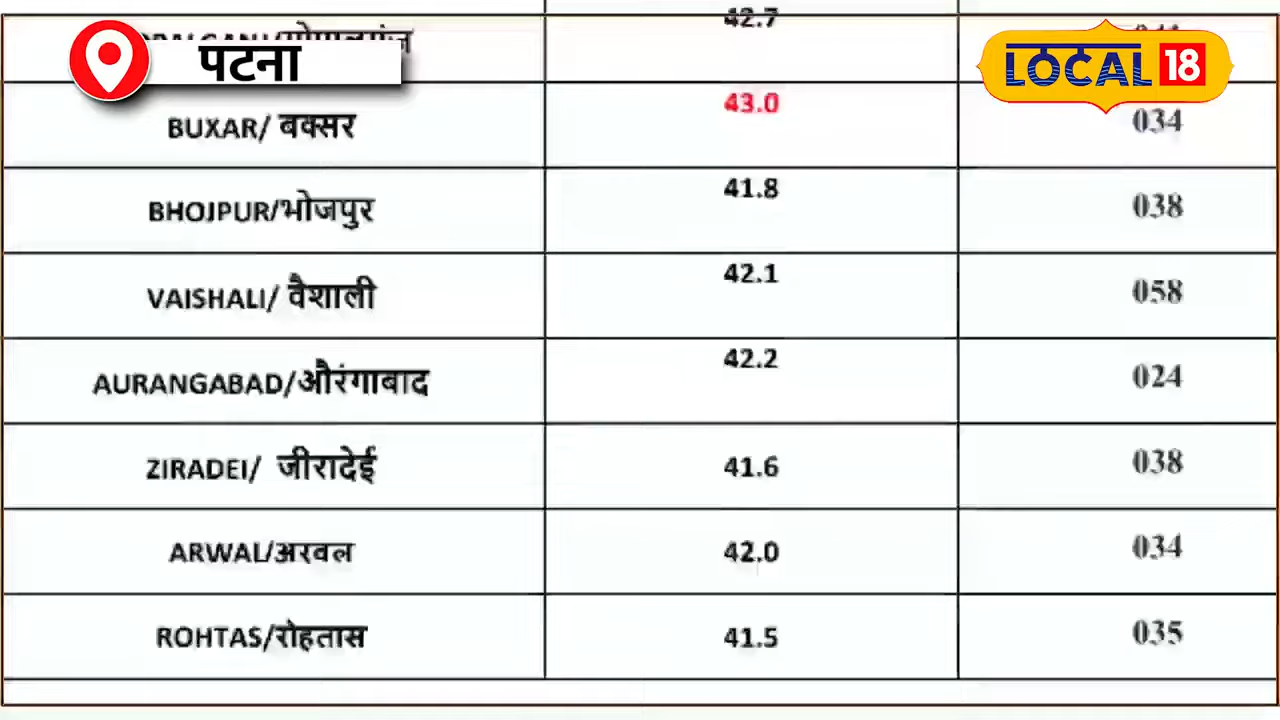 42.7
पटना
LOCAL 18
BUXAR/ बक्सर 43.0 034
BHOJPUR/भोजपुर 41.8 038
VAISHALI/ वैशाली 42.1 058
AURANGABAD/औरंगाबाद 42.2 024
ZIRADEI/ जीरादेई 41.6 038
ARWAL/अरवल 42.0 034
ROHTAS/रोहतास 41.5 035